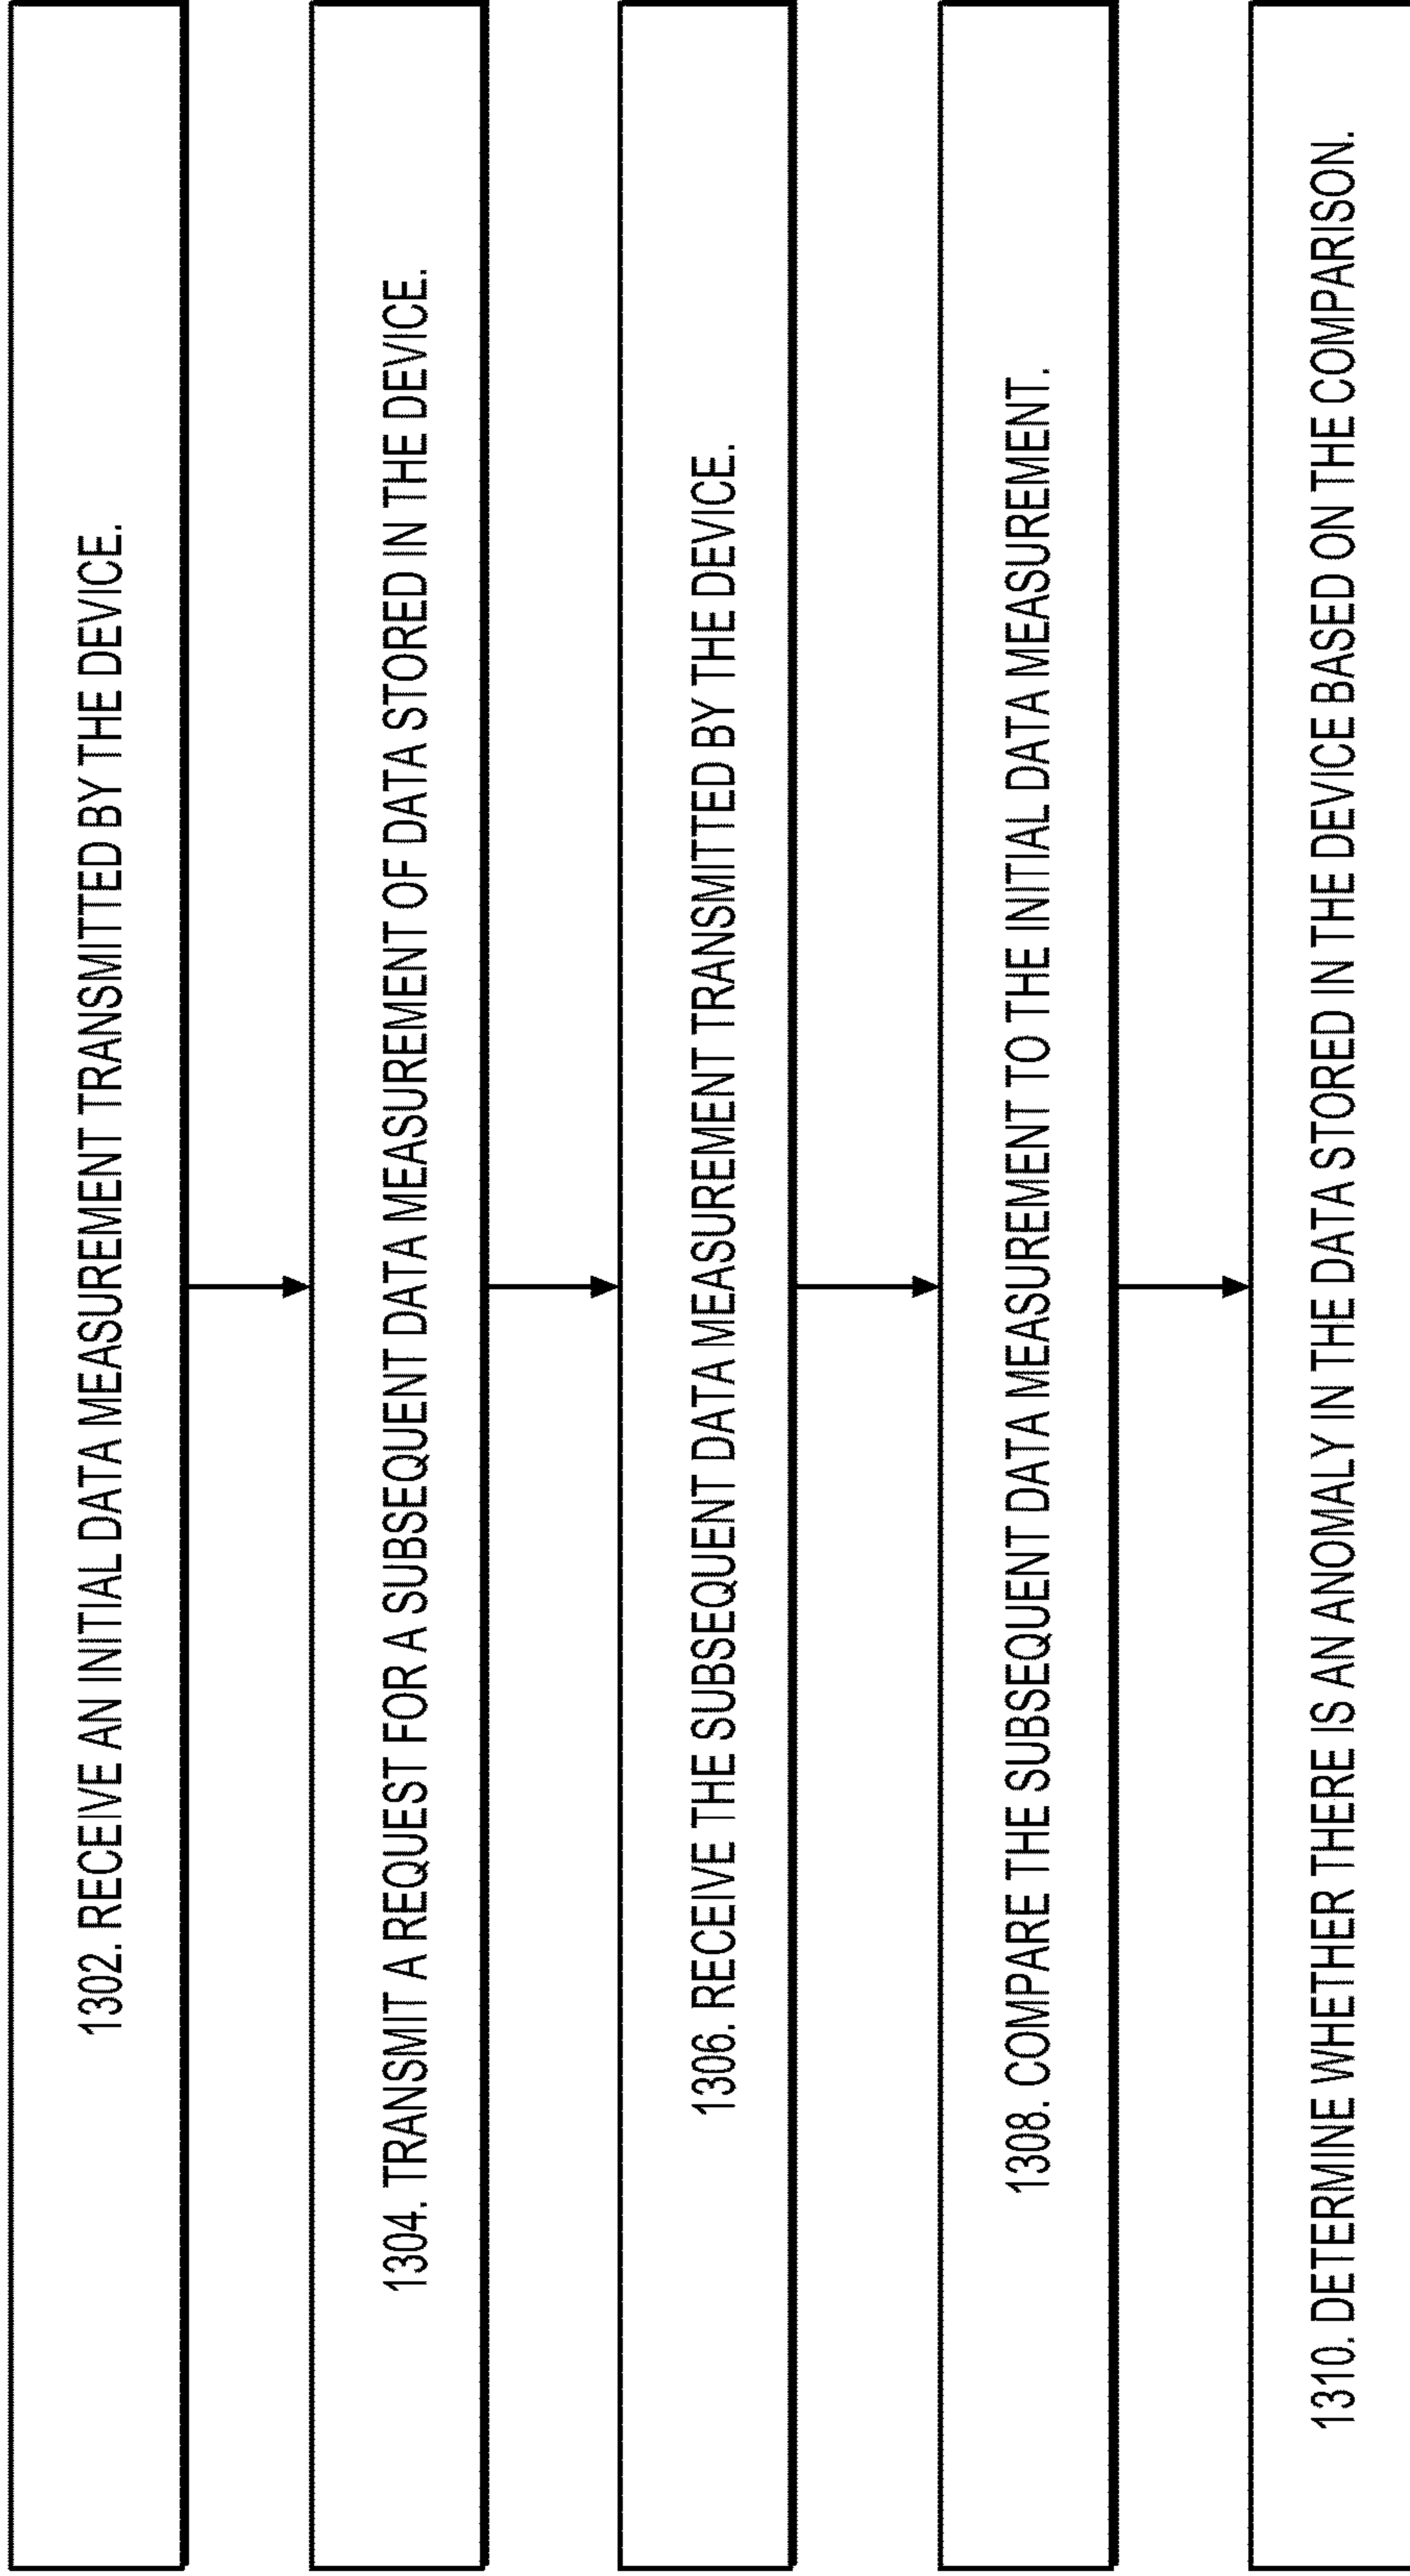 1302. RECEIVE AN INITIAL DATA MEASUREMENT TRANSMITTED BY THE DEVICE.
1304. TRANSMIT A REQUEST FOR A SUBSEQUENT DATA MEASUREMENT OF DATA STORED IN THE DEVICE.
1306. RECEIVE THE SUBSEQUENT DATA MEASUREMENT TRANSMITTED BY THE DEVICE.
1308. COMPARE THE SUBSEQUENT DATA MEASUREMENT TO THE INITIAL DATA MEASUREMENT.
1310. DETERMINE WHETHER THERE IS AN ANOMALY IN THE DATA STORED IN THE DEVICE BASED ON THE COMPARISON.